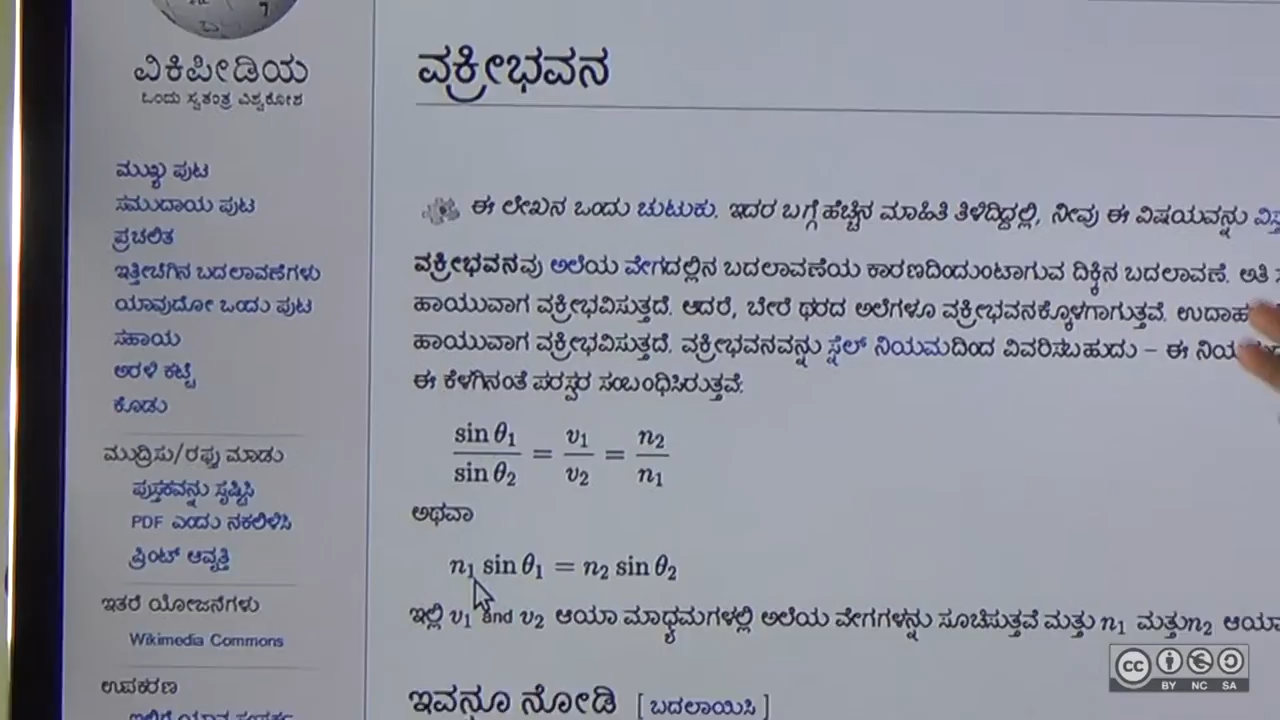 ವಿಕಿಪೀಡಿಯ
ಒಂದು ಸ್ವತಂತ್ರ ವಿಶ್ವಕೋಶ
ಮುಖ್ಯ ಪುಟ
ಸಮುದಾಯ ಪುಟ
ಪ್ರಚಲಿತ
ಇತ್ತೀಚೆಗಿನ ಬದಲಾವಣೆಗಳು
ಯಾವುದೋ ಒಂದು ಪುಟ
ಸಹಾಯ
ಅರಳಿ ಕಟ್ಟೆ
ಕೊಡು
ಮುದ್ರಿಸು/ರಫ್ತು ಮಾಡು
ಪುಸ್ತಕವನ್ನು ಸೃಷ್ಟಿಸಿ
PDF ಎಂದು ನಕಲಿಳಿಸಿ
ಪ್ರಿಂಟ್ ಆವೃತ್ತಿ
ಇತರೆ ಯೋಜನೆಗಳು
Wikimedia Commons
ಉಪಕರಣ
ವಕ್ರೀಭವನ
ಈ ಲೇಖನ ಒಂದು ಚುಟುಕು. ಇದರ ಬಗ್ಗೆ ಹೆಚ್ಚಿನ ಮಾಹಿತಿ ತಿಳಿದಿದ್ದಲ್ಲಿ, ನೀವು ಈ ವಿಷಯವನ್ನು
ವಕ್ರೀಭವನವು ಅಲೆಯ ವೇಗದಲ್ಲಿನ ಬದಲಾವಣೆಯ ಕಾರಣದಿಂದುಂಟಾಗುವ ದಿಕ್ಕಿನ ಬದಲಾವಣೆ. ಅತಿ
ಹಾಯುವಾಗ ವಕ್ರೀಭವಿಸುತ್ತದೆ. ಆದರೆ, ಬೇರೆ ಥರದ ಅಲೆಗಳೂ ವಕ್ರೀಭವನಕ್ಕೊಳಗಾಗುತ್ತವೆ.
ಹಾಯುವಾಗ ವಕ್ರೀಭವಿಸುತ್ತದೆ. ವಕ್ರೀಭವನವನ್ನು ಸ್ನೆಲ್ ನಿಯಮದಿಂದ ವಿವರಿಸಬಹುದು – ಈ
ಈ ಕೆಳಗಿನಂತೆ ಪರಸ್ಪರ ಸಂಬಂಧಿಸಿರುತ್ತವೆ:
sin θ₁ / sin θ₂ = v₁ / v₂ = n₂ / n₁
ಅಥವಾ
n₁ sin θ₁ = n₂ sin θ₂
ಇಲ್ಲಿ v₁ and v₂ ಆಯಾ ಮಾಧ್ಯಮಗಳಲ್ಲಿ ಅಲೆಯ ವೇಗಗಳನ್ನು ಸೂಚಿಸುತ್ತವೆ ಮತ್ತು n₁ ಮತ್ತುn₂ ಆಯಾ
ಇವನ್ನೂ ನೋಡಿ [ಬದಲಾಯಿಸಿ]
cc BY NC SA